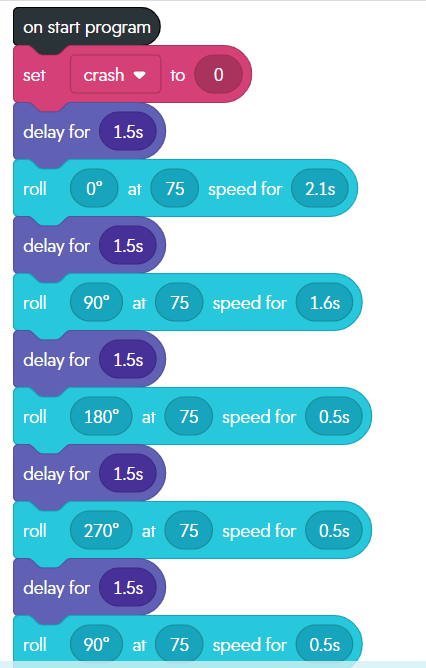 on start program
set crash to 0
delay for 1.5s
roll 0° at 75 speed for 2.1s
delay for 1.5s
roll 90° at 75 speed for 1.6s
delay for 1.5s
roll 180° at 75 speed for 0.5s
delay for 1.5s
roll 270° at 75 speed for 0.5s
delay for 1.5s
roll 90° at 75 speed for 0.5s